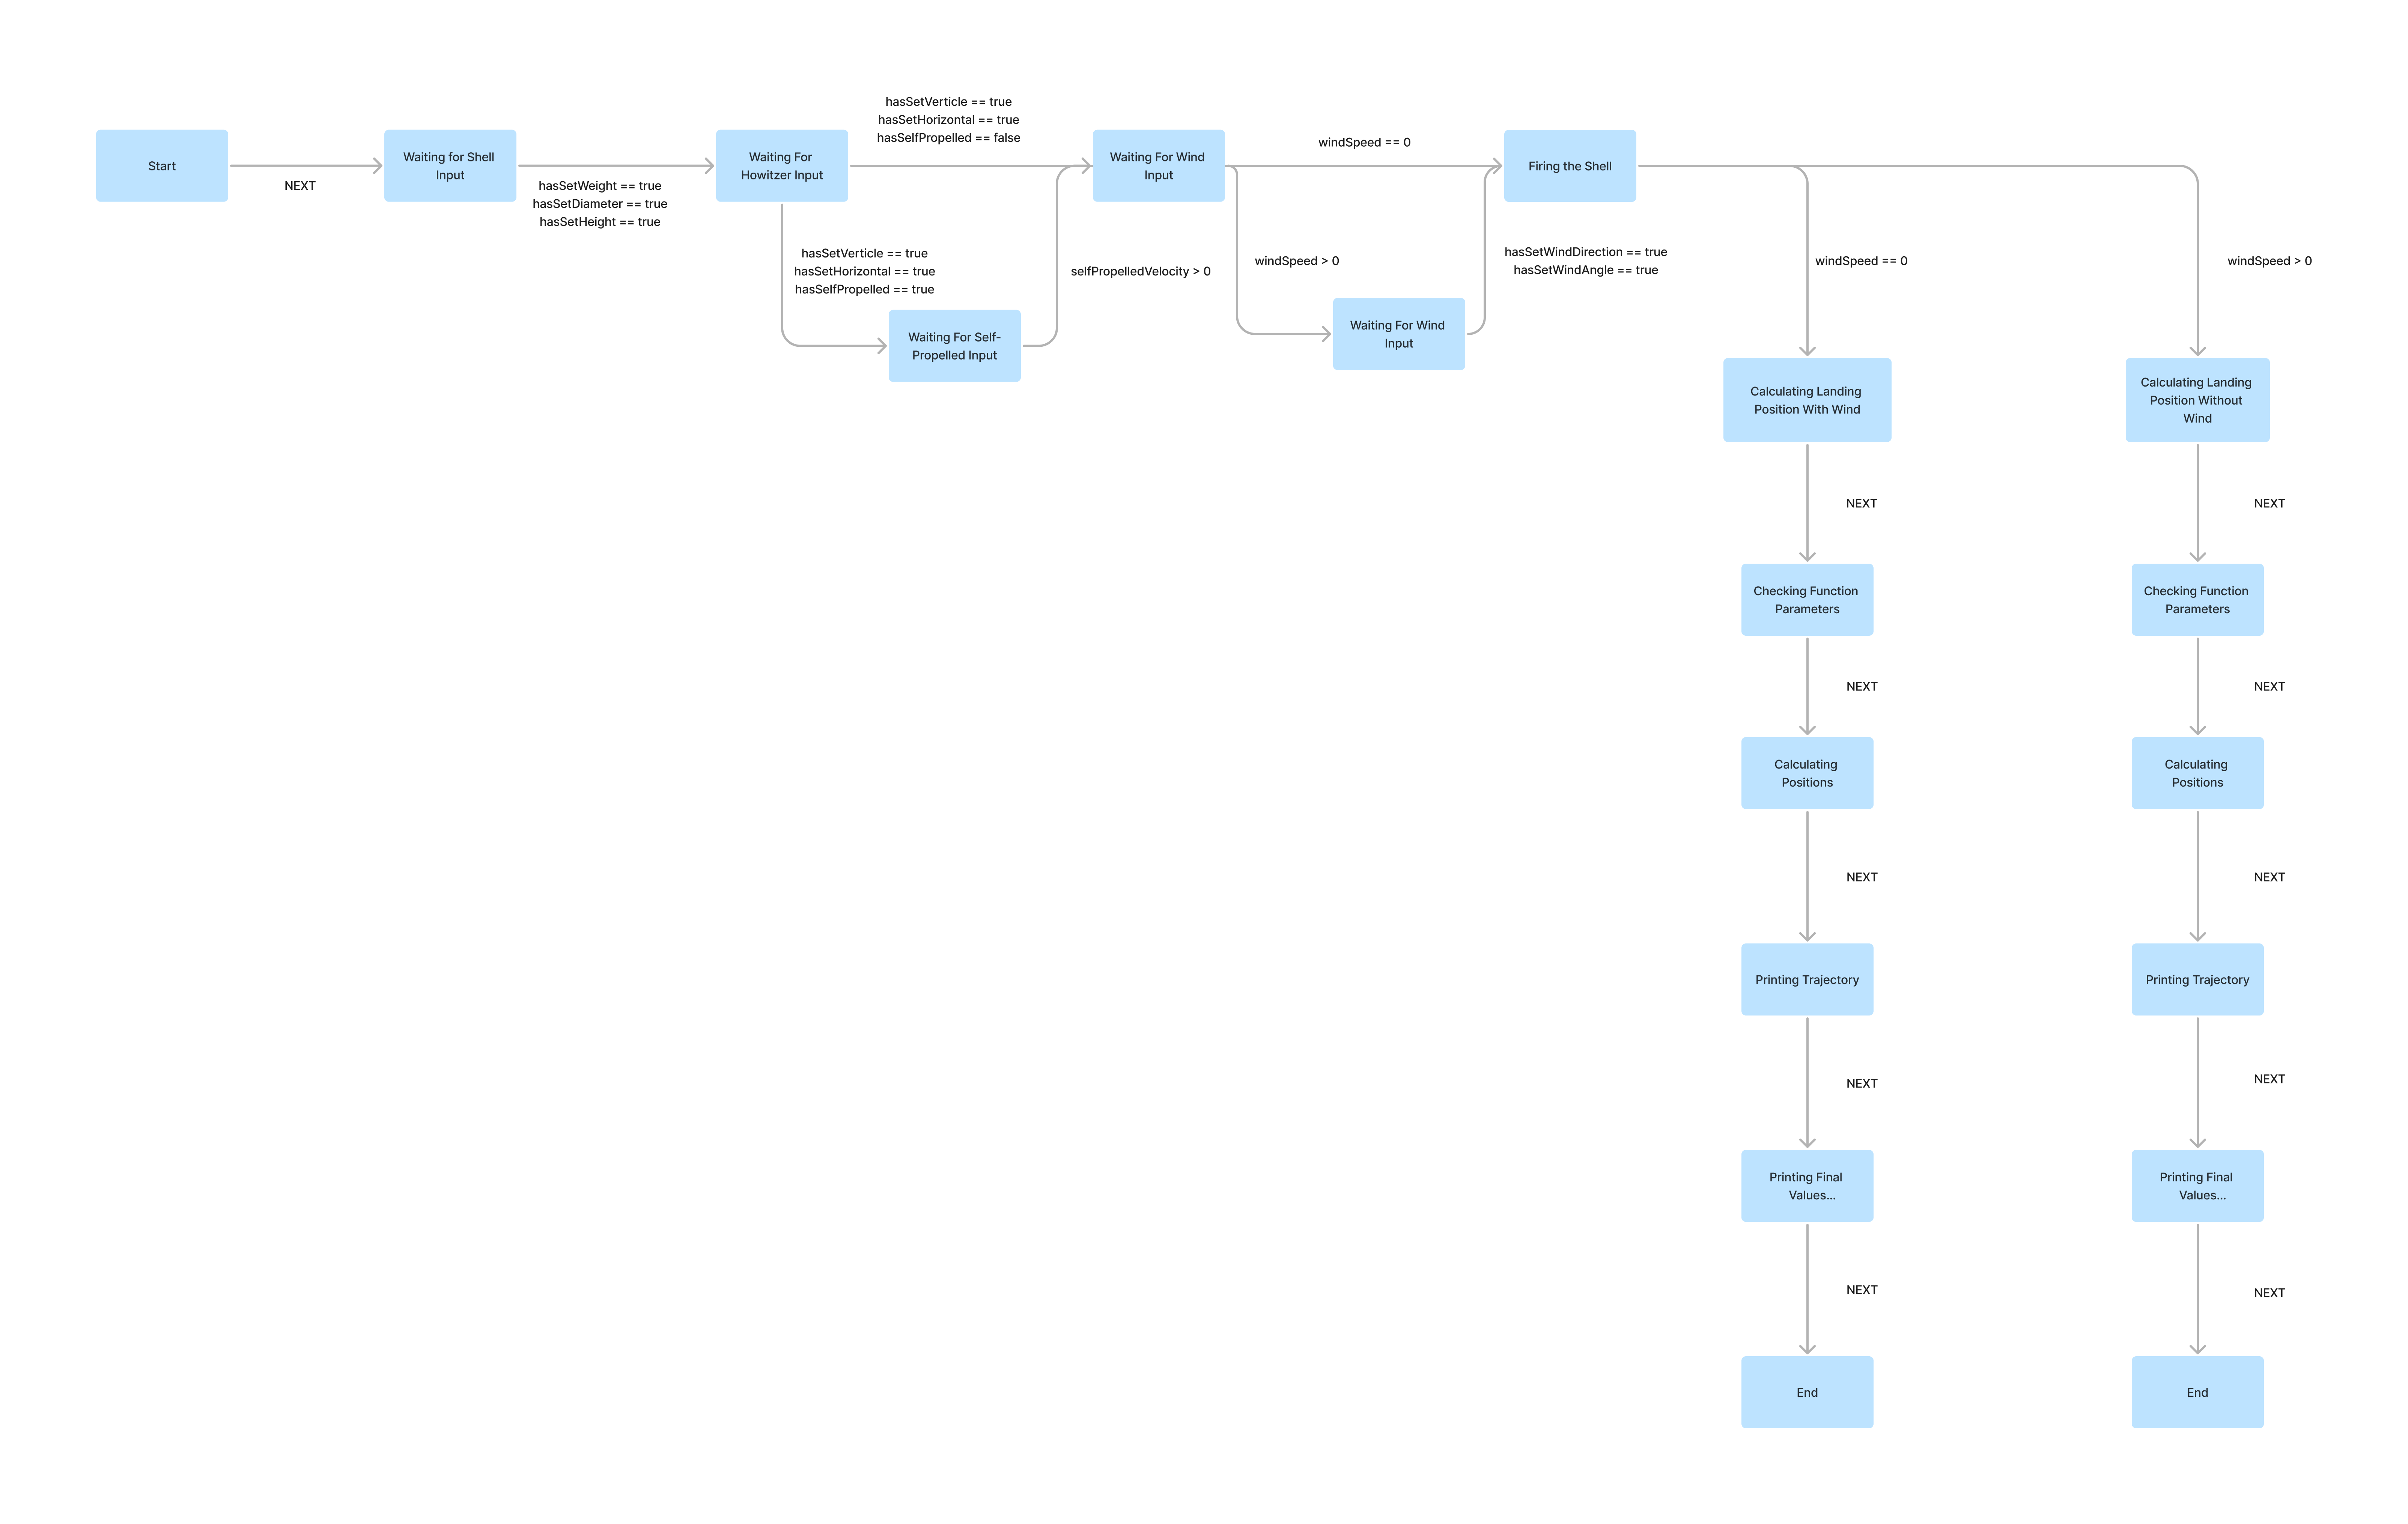 Start
NEXT
Waiting for Shell
Input
hasSetWeight == true
hasSetDiameter == true
hasSetHeight == true
Waiting For
Howitzer Input
hasSetVerticle == true
hasSetHorizontal == true
hasSelfPropelled == false
hasSetVerticle == true
hasSetHorizontal == true
hasSelfPropelled == true
Waiting For Self-
Propelled Input
selfPropelledVelocity > 0
Waiting For Wind
Input
windSpeed == 0
windSpeed > 0
Waiting For Wind
Input
hasSetWindDirection == true
hasSetWindAngle == true
Firing the Shell
windSpeed == 0
Calculating Landing
Position With Wind
NEXT
Checking Function
Parameters
NEXT
Calculating
Positions
NEXT
Printing Trajectory
NEXT
Printing Final
Values...
NEXT
End
windSpeed > 0
Calculating Landing
Position Without
Wind
NEXT
Checking Function
Parameters
NEXT
Calculating
Positions
NEXT
Printing Trajectory
NEXT
Printing Final
Values...
NEXT
End